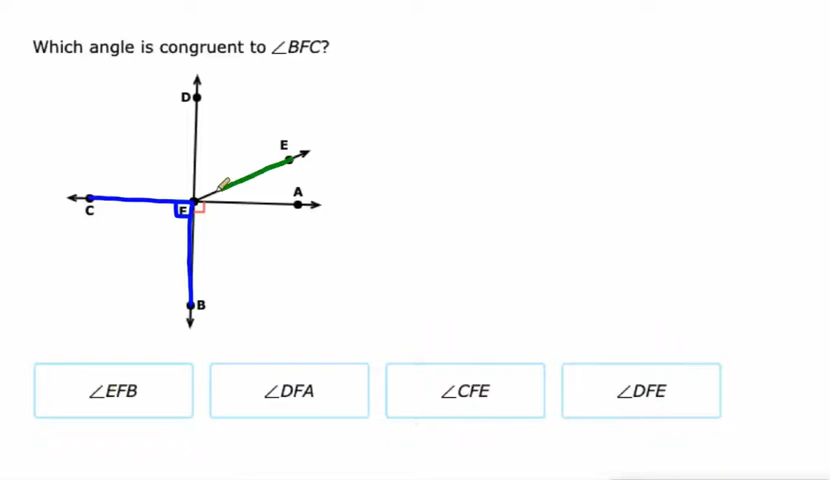 Which angle is congruent to ∠BFC?
D
E
A
C
F
B
∠EFB
∠DFA
∠CFE
∠DFE